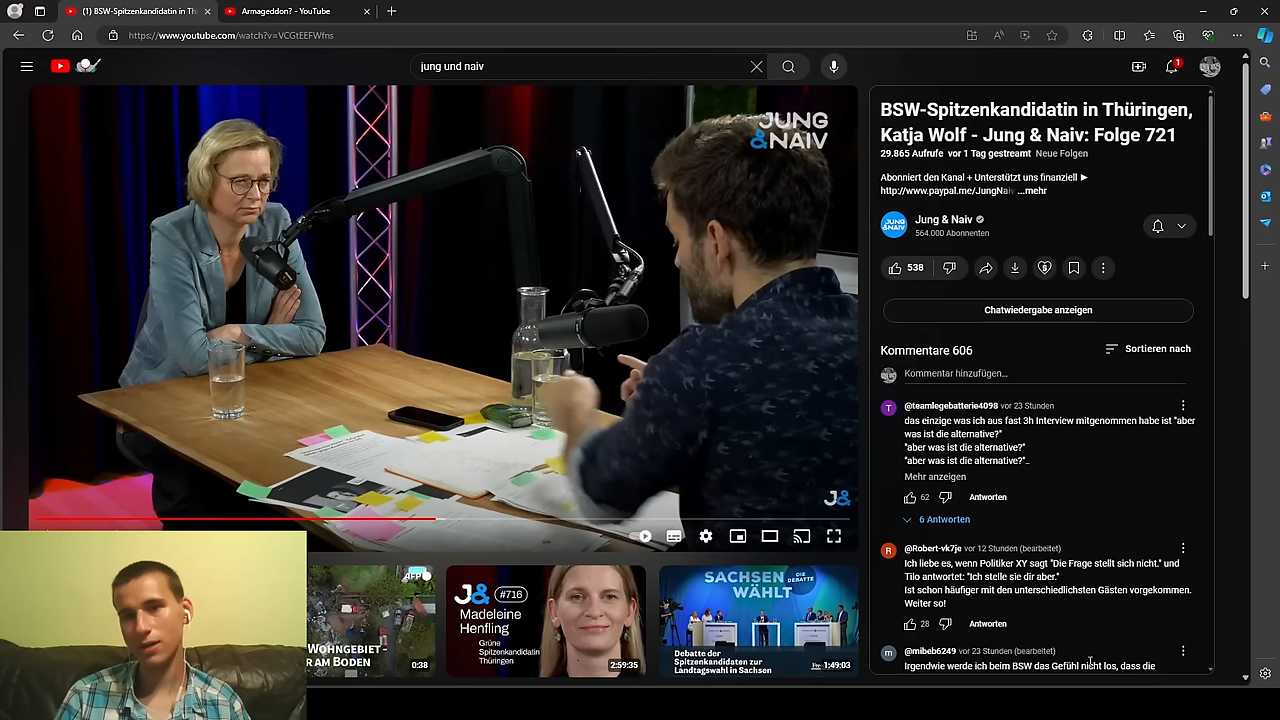 (1) BSW-Spitzenkandidatin in Th
Armageddon? - YouTube
https://www.youtube.com/watch?v=VCGtEEFWfns
jung und naiv
1
JUNG
&NAIV
J&
BSW-Spitzenkandidatin in Thüringen,
Katja Wolf - Jung & Naiv: Folge 721
29.865 Aufrufe vor 1 Tag gestreamt Neue Folgen
Abonniert den Kanal + Unterstützt uns finanziell ►
http://www.paypal.me/JungNaiv ...mehr
JUNG
&NAIV
Jung & Naiv
564.000 Abonnenten
538
Chatwiedergabe anzeigen
Kommentare 606
Sortieren nach
Kommentar hinzufügen...
T
@teamlegebatterie4098 vor 23 Stunden
das einzige was ich aus fast 3h Interview mitgenommen habe ist "aber
was ist die alternative?"
"aber was ist die alternative?"
"aber was ist die alternative?"...
Mehr anzeigen
62 Antworten
6 Antworten
R
@Robert-vk7je vor 12 Stunden (bearbeitet)
Ich liebe es, wenn Politiker XY sagt "Die Frage stellt sich nicht." und
Tilo antwortet: "Ich stelle sie dir aber."
Ist schon häufiger mit den unterschiedlichsten Gästen vorgekommen.
Weiter so!
28 Antworten
m
@mibeb6249 vor 23 Stunden (bearbeitet)
Irgendwie werde ich beim BSW das Gefühl nicht los, dass die
AFP
WOHNGEBIET-
AM BODEN
0:38
J& #716
Madeleine
Henfling
Grüne
Spitzenkandidatin
Thüringen
2:59:35
SACHSEN
WÄHLT
DIE
DEBATTE
Debatte der
Spitzenkandidaten zur
Landtagswahl in Sachsen
1:49:03